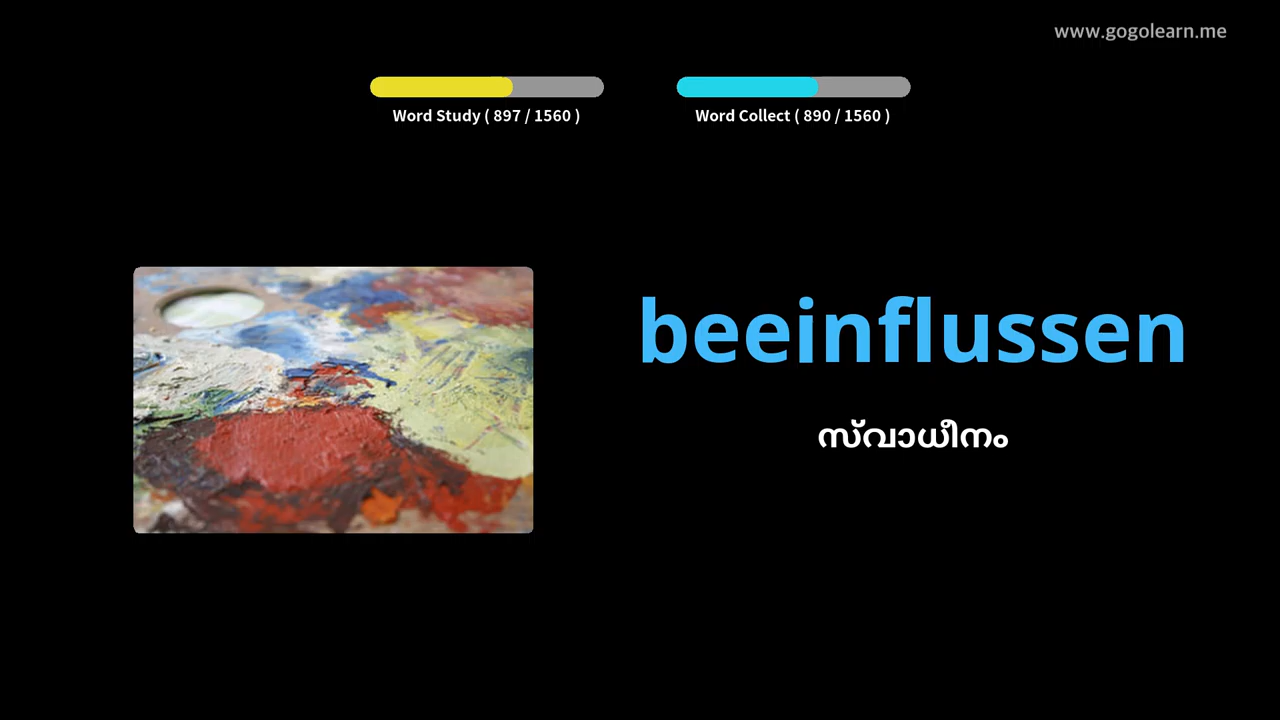 www.gogolearn.me
Word Study ( 897 / 1560 )
Word Collect ( 890 / 1560 )
beeinflussen
സ്വാധീനം